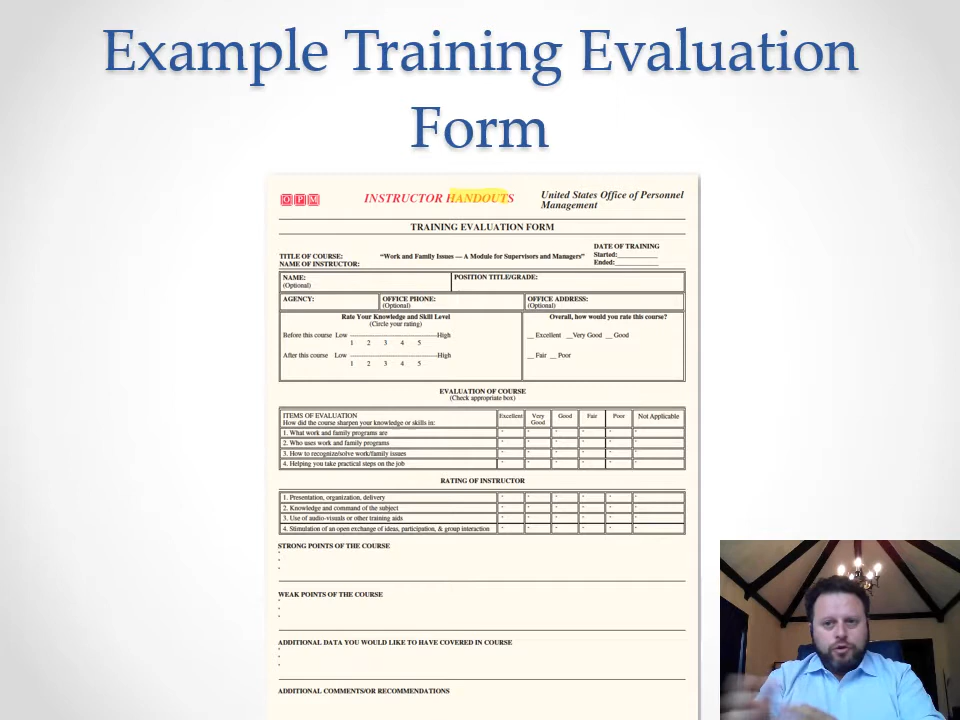 Example Training Evaluation
Form
OPM
INSTRUCTOR HANDOUTS
United States Office of Personnel
Management
TRAINING EVALUATION FORM
DATE OF TRAINING
TITLE OF COURSE: “Work and Family Issues — A Module for Supervisors and Managers” Started:___________
NAME OF INSTRUCTOR: Ended:____________
NAME: POSITION TITLE/GRADE:
(Optional)
AGENCY: OFFICE PHONE: OFFICE ADDRESS:
(Optional) (Optional)
Rate Your Knowledge and Skill Level Overall, how would you rate this course?
(Circle your rating)
Before this course Low ----------------------------High __ Excellent __Very Good __ Good
1 2 3 4 5
After this course Low ----------------------------High __ Fair __ Poor
1 2 3 4 5
EVALUATION OF COURSE
(Check appropriate box)
ITEMS OF EVALUATION Excellent Very Good Fair Poor Not Applicable
How did the course sharpen your knowledge or skills in: Good
1. What work and family programs are
2. Who uses work and family programs
3. How to recognize/solve work/family issues
4. Helping you take practical steps on the job
RATING OF INSTRUCTOR
1. Presentation, organization, delivery
2. Knowledge and command of the subject
3. Use of audio-visuals or other training aids
4. Stimulation of an open exchange of ideas, participation, & group interaction
STRONG POINTS OF THE COURSE
WEAK POINTS OF THE COURSE
ADDITIONAL DATA YOU WOULD LIKE TO HAVE COVERED IN COURSE
ADDITIONAL COMMENTS/OR RECOMMENDATIONS